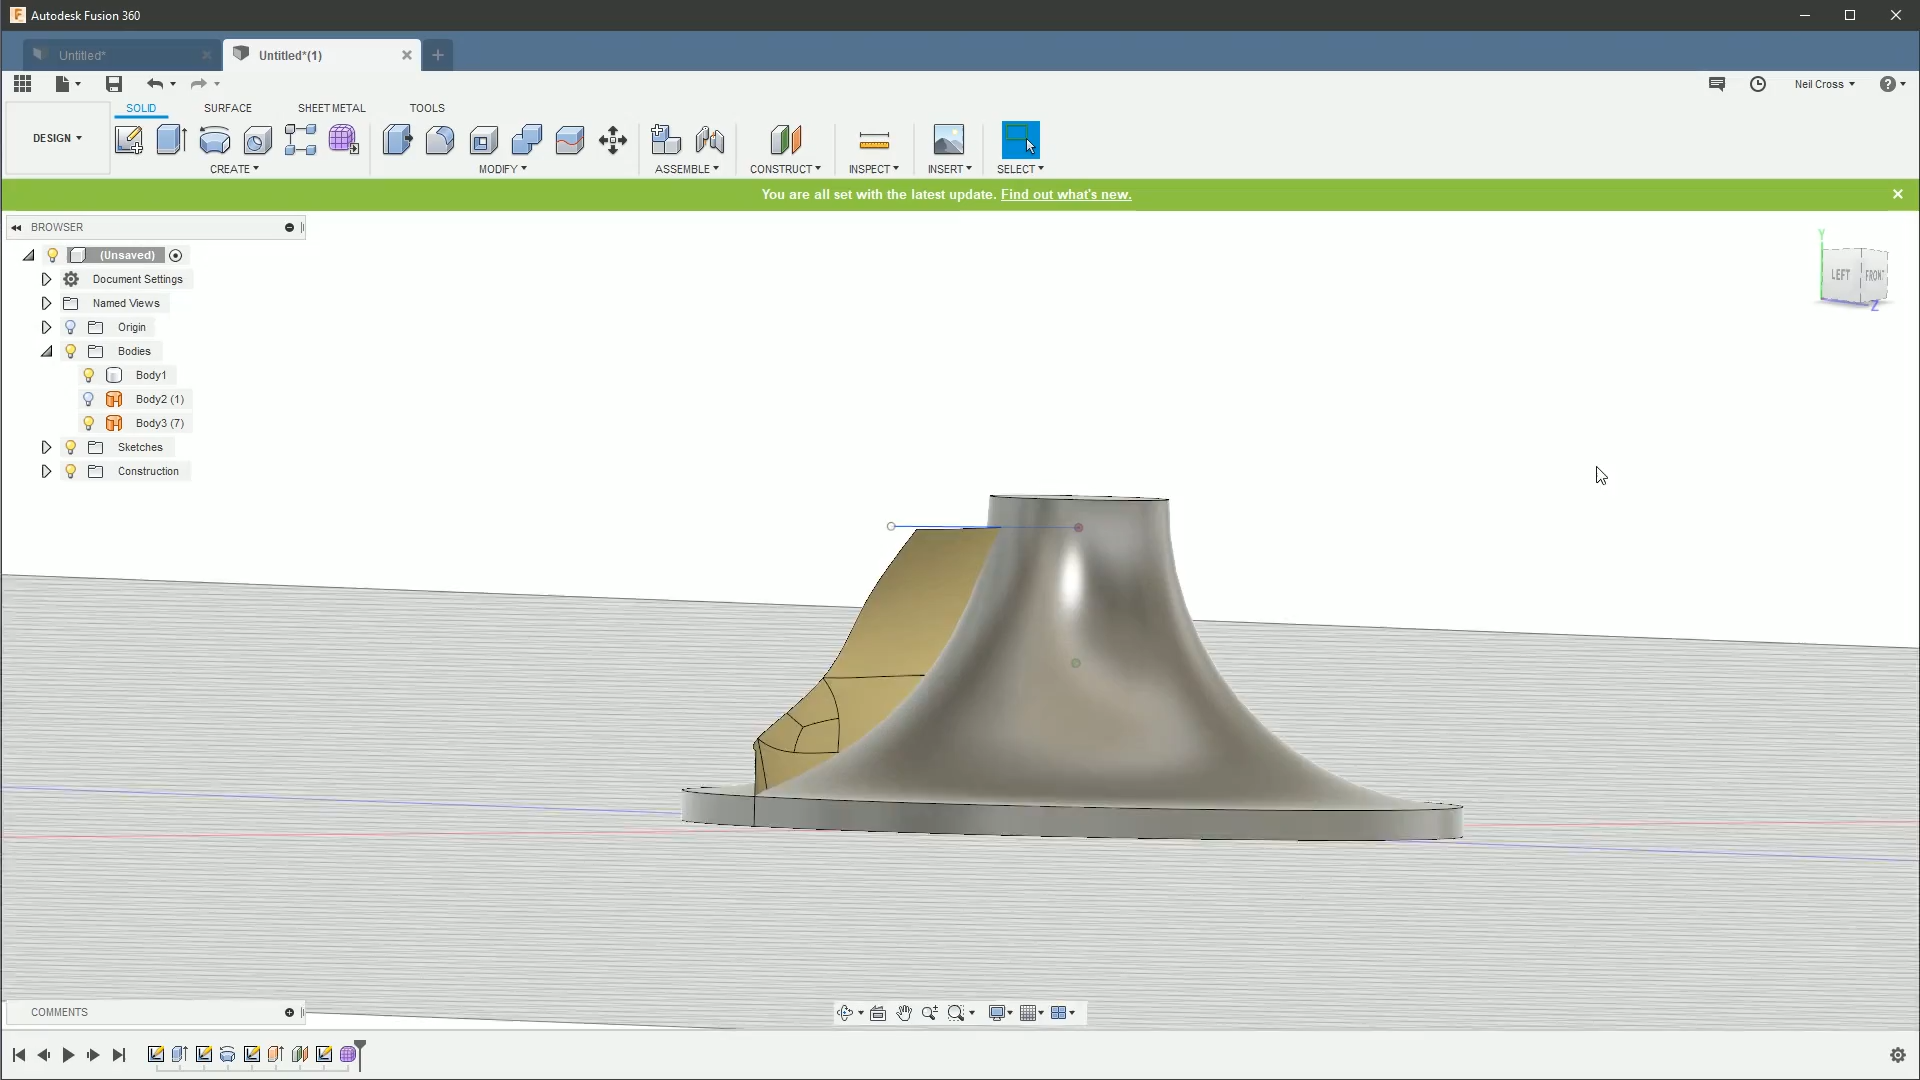 Autodesk Fusion 360
Untitled*
Untitled*(1)
Neil Cross
DESIGN
SOLID
SURFACE
SHEET METAL
TOOLS
CREATE
MODIFY
ASSEMBLE
CONSTRUCT
INSPECT
INSERT
SELECT
You are all set with the latest update. Find out what's new.
BROWSER
(Unsaved)
Document Settings
Named Views
Origin
Bodies
Body1
Body2 (1)
Body3 (7)
Sketches
Construction
Y
LEFT
FRONT
Z
COMMENTS